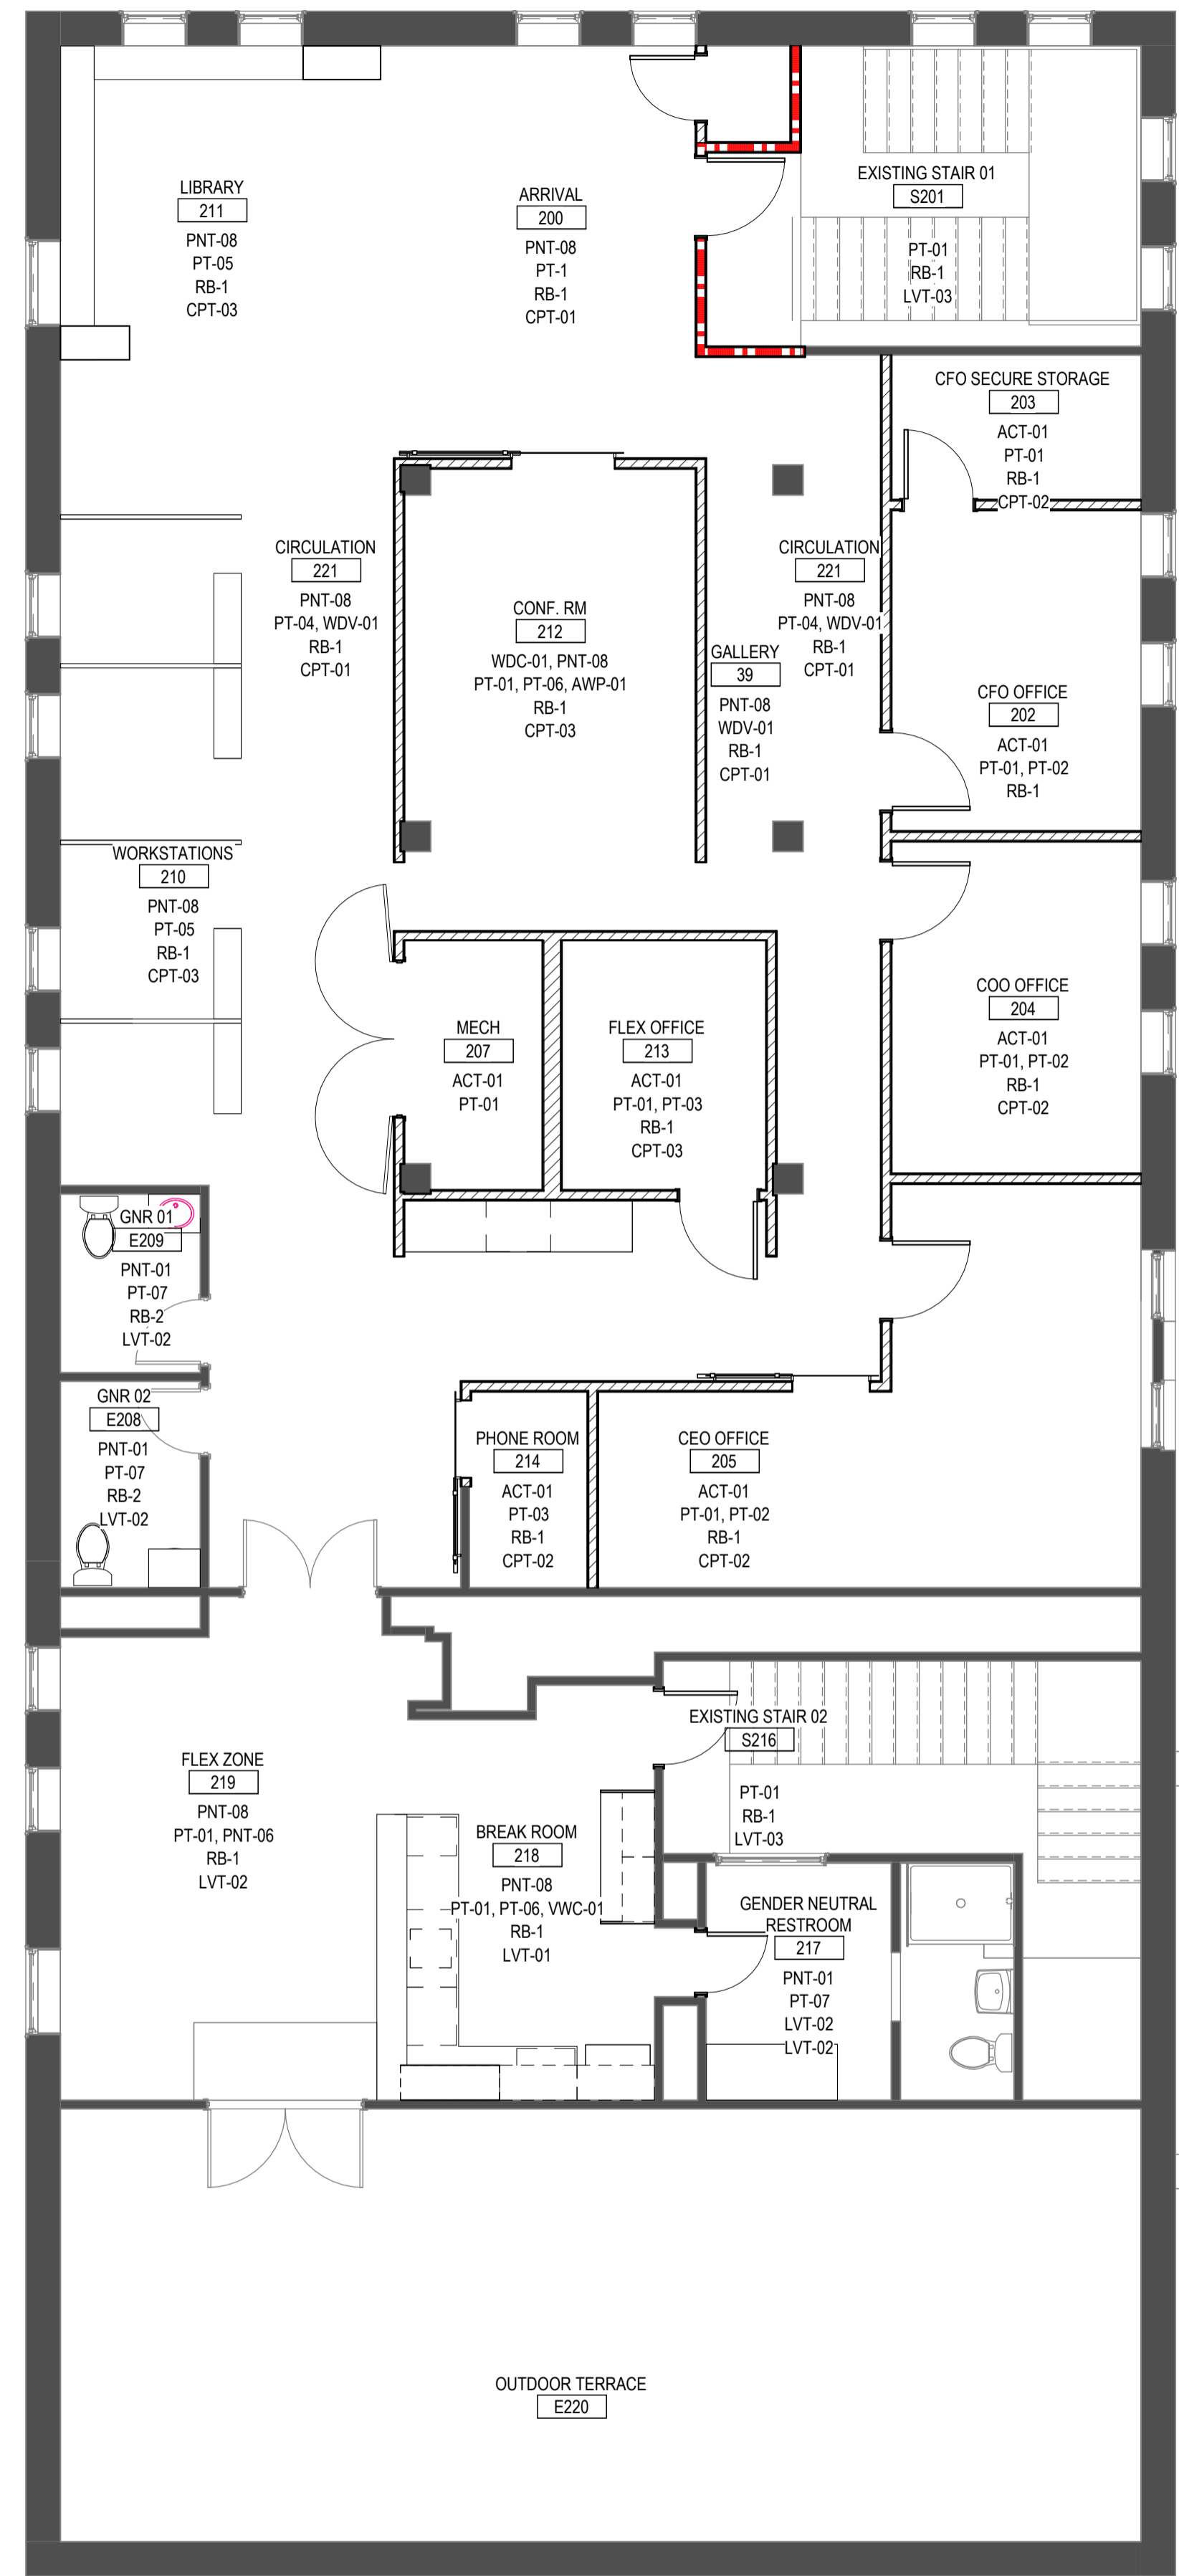 LIBRARY
211
PNT-08
PT-05
RB-1
CPT-03
ARRIVAL
200
PNT-08
PT-1
RB-1
CPT-01
EXISTING STAIR 01
S201
PT-01
RB-1
LVT-03
CFO SECURE STORAGE
203
ACT-01
PT-01
RB-1
CPT-02
CIRCULATION
221
PNT-08
PT-04, WDV-01
RB-1
CPT-01
CONF. RM
212
WDC-01, PNT-08
PT-01, PT-06, AWP-01
RB-1
CPT-03
CIRCULATION
221
PNT-08
PT-04, WDV-01
RB-1
CPT-01
GALLERY
39
PNT-08
WDV-01
RB-1
CPT-01
CFO OFFICE
202
ACT-01
PT-01, PT-02
RB-1
WORKSTATIONS
210
PNT-08
PT-05
RB-1
CPT-03
MECH
207
ACT-01
PT-01
FLEX OFFICE
213
ACT-01
PT-01, PT-03
RB-1
CPT-03
COO OFFICE
204
ACT-01
PT-01, PT-02
RB-1
CPT-02
GNR 01
E209
PNT-01
PT-07
RB-2
LVT-02
GNR 02
E208
PNT-01
PT-07
RB-2
LVT-02
PHONE ROOM
214
ACT-01
PT-03
RB-1
CPT-02
CEO OFFICE
205
ACT-01
PT-01, PT-02
RB-1
CPT-02
FLEX ZONE
219
PNT-08
PT-01, PNT-06
RB-1
LVT-02
EXISTING STAIR 02
S216
PT-01
RB-1
LVT-03
BREAK ROOM
218
PNT-08
PT-01, PT-06, VWC-01
RB-1
LVT-01
GENDER NEUTRAL
RESTROOM
217
PNT-01
PT-07
LVT-02
LVT-02
OUTDOOR TERRACE
E220